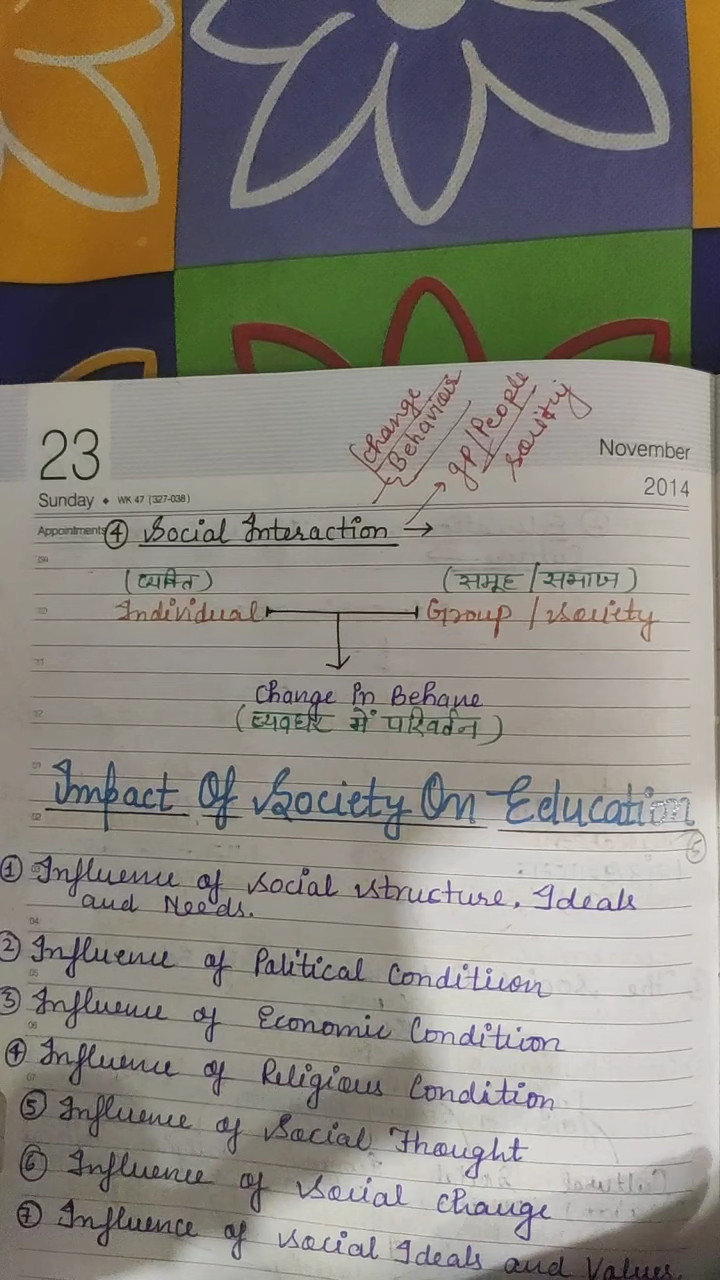 23
November
2014
Sunday • WK 47 (327-038)
Change
Behaviour
gp/People
society
Appointments
④ Social Interaction →
(व्यक्ति) (समूह/समाज)
Individual Group/Society
Change In Behave
(व्यवहार में परिवर्तन)
Impact Of Society On Education
① Influence of Social structure, Ideals
and Needs.
② Influence of Political Condition
③ Influence of Economic Condition
④ Influence of Religious Condition
⑤ Influence of Social Thought
⑥ Influence of Social Change
⑦ Influence of Social Ideals and Values